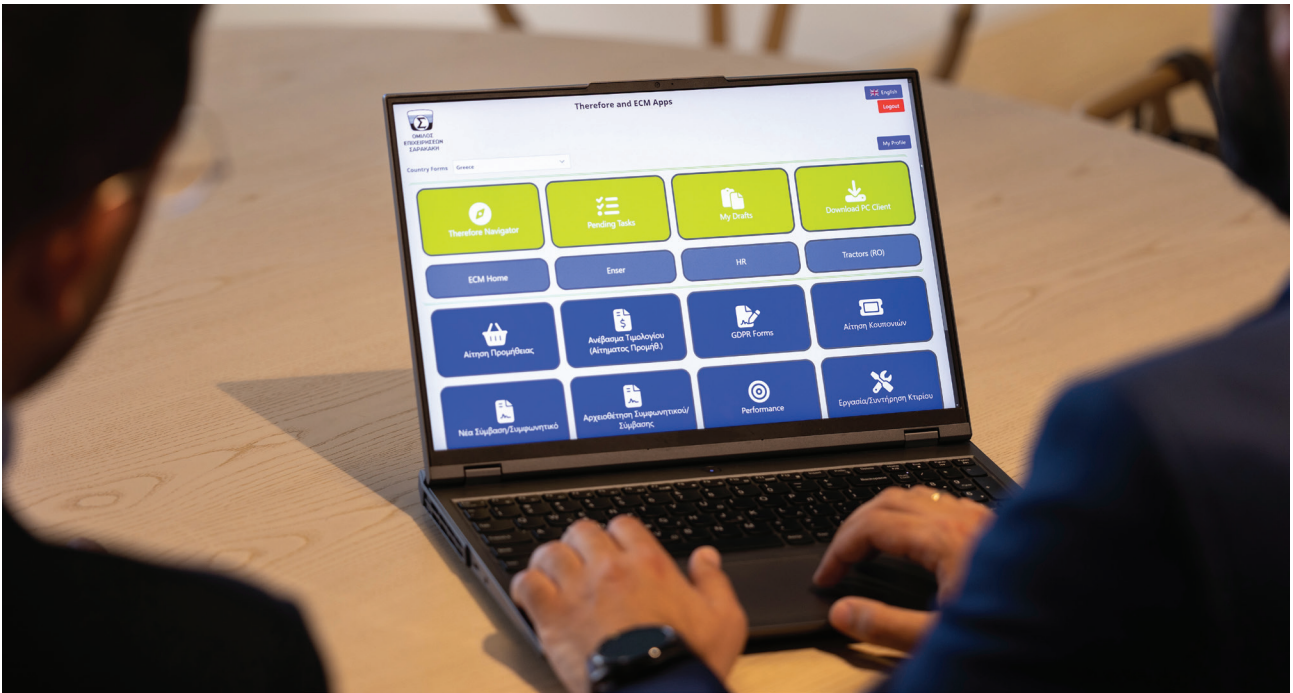 Therefore and ECM Apps
English
Logout
ΟΜΙΛΟΣ
ΕΠΙΧΕΙΡΗΣΕΩΝ
ΣΑΡΑΚΑΚΗ
My Profile
Country Forms Greece
Therefore Navigator
Pending Tasks
My Drafts
Download PC Client
ECM Home
Enser
HR
Tractors (RO)
Αίτηση Προμήθειας
Ανέβασμα Τιμολογίου
(Αίτηματος Προμήθ.)
GDPR Forms
Αίτηση Κουπονιών
Νέα Σύμβαση/Συμφωνητικό
Αρχειοθέτηση Συμφωνητικού/
Σύμβασης
Performance
Εργασία/Συντήρηση Κτιρίου